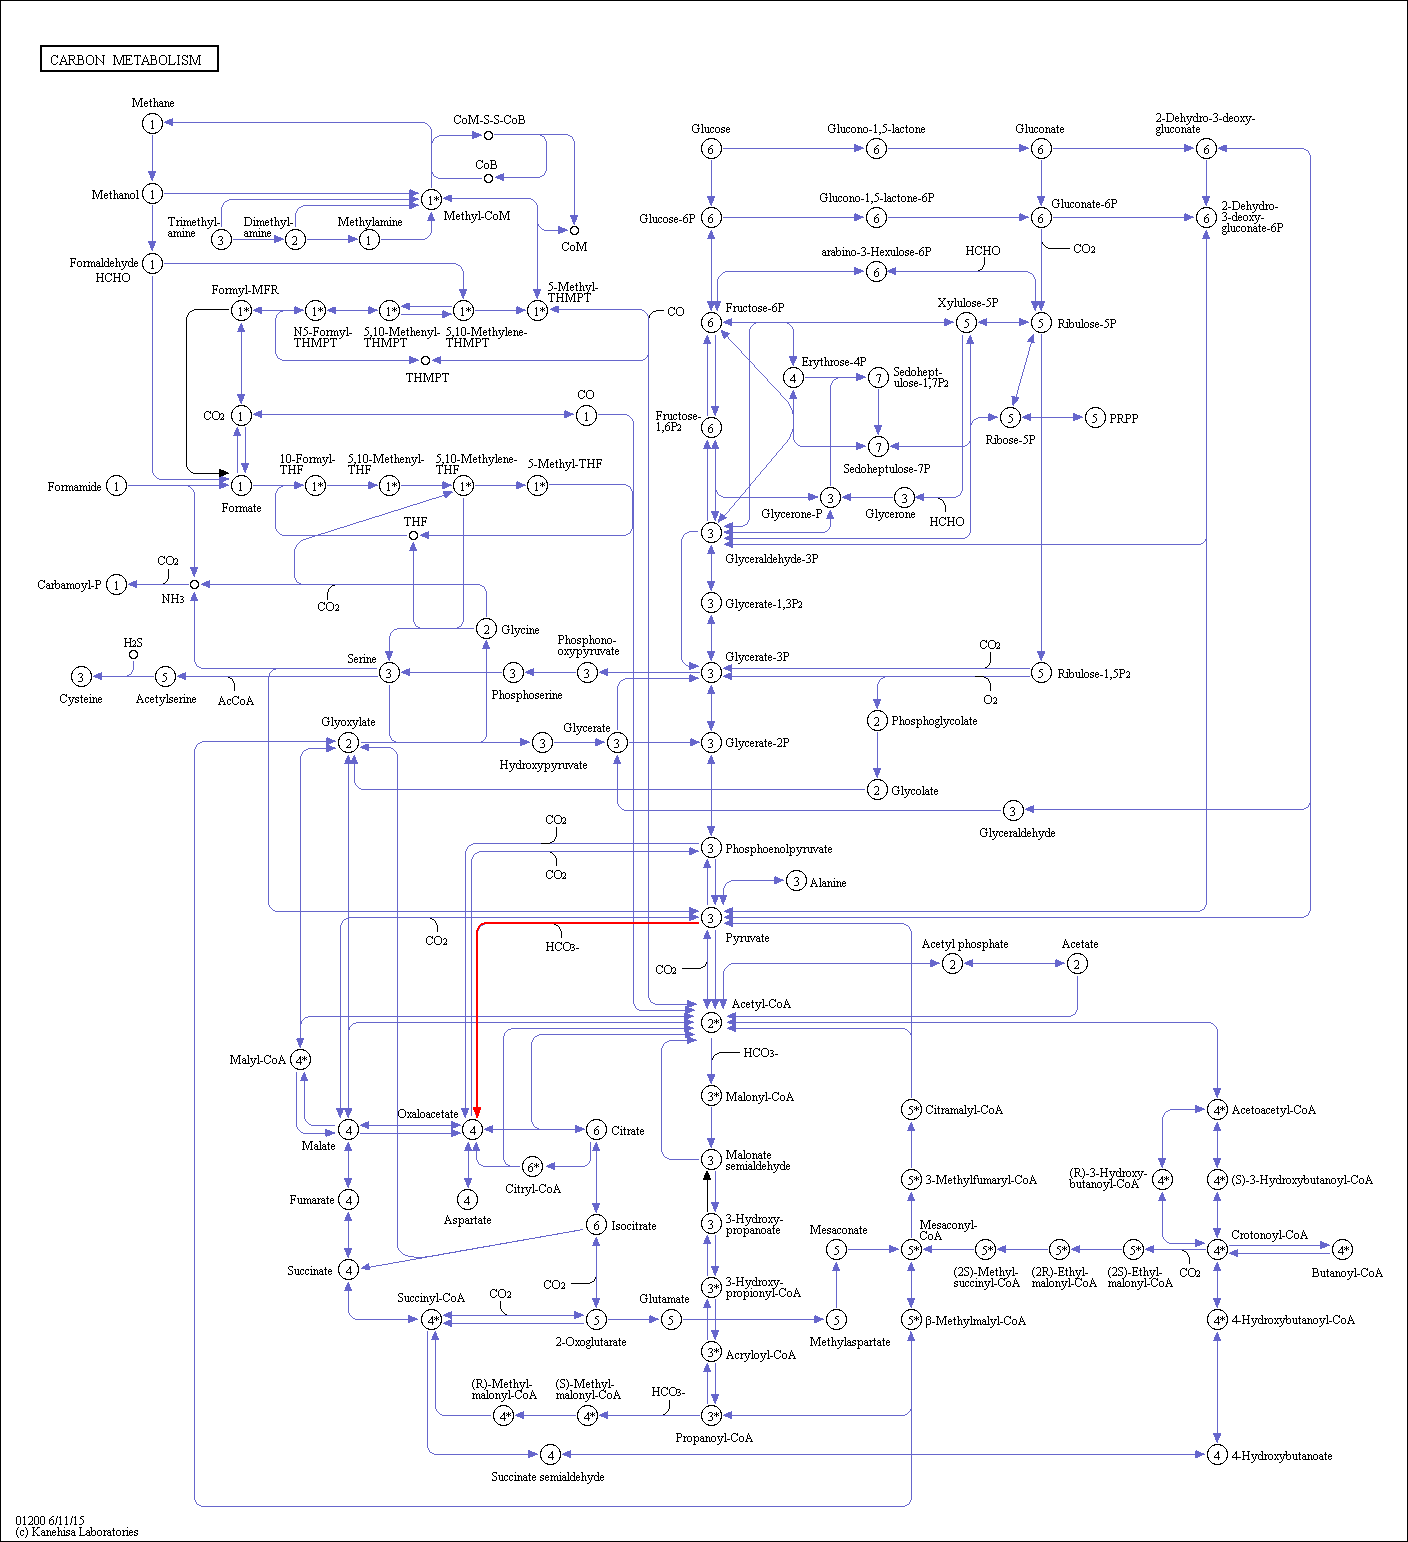 CARBON METABOLISM
Methane
1
CoM-S-S-CoB
CoB
Methanol
1
1*
Methyl-CoM
Trimethyl-
amine
3
Dimethyl-
amine
2
Methylamine
1
CoM
Formaldehyde
HCHO
1
Formyl-MFR
1*
1*
N5-Formyl-
THMPT
1*
5,10-Methenyl-
THMPT
1*
5,10-Methylene-
THMPT
5-Methyl-
THMPT
1*
CO
THMPT
CO2
1
CO
1
Formamide
1
1
Formate
10-Formyl-
THF
1*
5,10-Methenyl-
THF
1*
5,10-Methylene-
THF
1*
5-Methyl-THF
1*
THF
Carbamoyl-P
1
CO2
NH3
CO2
2
Glycine
H2S
3
Cysteine
5
Acetylserine
AcCoA
Serine
3
3
Phosphoserine
Phosphono-
oxypyruvate
3
Glyoxylate
2
3
Hydroxypyruvate
Glycerate
3
Glucose
6
Glucono-1,5-lactone
6
Gluconate
6
2-Dehydro-3-deoxy-
gluconate
6
Glucose-6P
6
Glucono-1,5-lactone-6P
6
Gluconate-6P
6
6
2-Dehydro-
3-deoxy-
gluconate-6P
CO2
arabino-3-Hexulose-6P
6
HCHO
Fructose-6P
6
Xylulose-5P
5
5
Ribulose-5P
Erythrose-4P
4
7
Sedohept-
ulose-1,7P2
Fructose-
1,6P2
6
5
Ribose-5P
5
PRPP
7
Sedoheptulose-7P
3
Glycerone-P
3
Glycerone
HCHO
3
Glyceraldehyde-3P
3
Glycerate-1,3P2
3
Glycerate-3P
CO2
O2
5
Ribulose-1,5P2
2
Phosphoglycolate
3
Glycerate-2P
2
Glycolate
3
Glyceraldehyde
CO2
CO2
3
Phosphoenolpyruvate
3
Alanine
3
Pyruvate
CO2
HCO3-
CO2
Acetyl phosphate
2
Acetate
2
Acetyl-CoA
2*
HCO3-
Malyl-CoA
4*
3*
Malonyl-CoA
Malate
4
Oxaloacetate
4
6
Citrate
6*
Citryl-CoA
3
Malonate
semialdehyde
Fumarate
4
4
Aspartate
6
Isocitrate
3
3-Hydroxy-
propanoate
Succinate
4
CO2
3*
3-Hydroxy-
propionyl-CoA
Succinyl-CoA
4*
CO2
5
2-Oxoglutarate
Glutamate
5
5
Methylaspartate
Mesaconate
5
3*
Acryloyl-CoA
(R)-Methyl-
malonyl-CoA
4*
(S)-Methyl-
malonyl-CoA
4*
HCO3-
3*
Propanoyl-CoA
4
Succinate semialdehyde
5*
Citramalyl-CoA
5*
3-Methylfumaryl-CoA
Mesaconyl-
CoA
5*
5*
(2S)-Methyl-
succinyl-CoA
5*
(2R)-Ethyl-
malonyl-CoA
5*
(2S)-Ethyl-
malonyl-CoA
CO2
5*
β-Methylmalyl-CoA
4*
Acetoacetyl-CoA
(R)-3-Hydroxy-
butanoyl-CoA
4*
4*
(S)-3-Hydroxybutanoyl-CoA
Crotonoyl-CoA
4*
4*
Butanoyl-CoA
4*
4-Hydroxybutanoyl-CoA
4
4-Hydroxybutanoate
01200 6/11/15
(c) Kanehisa Laboratories